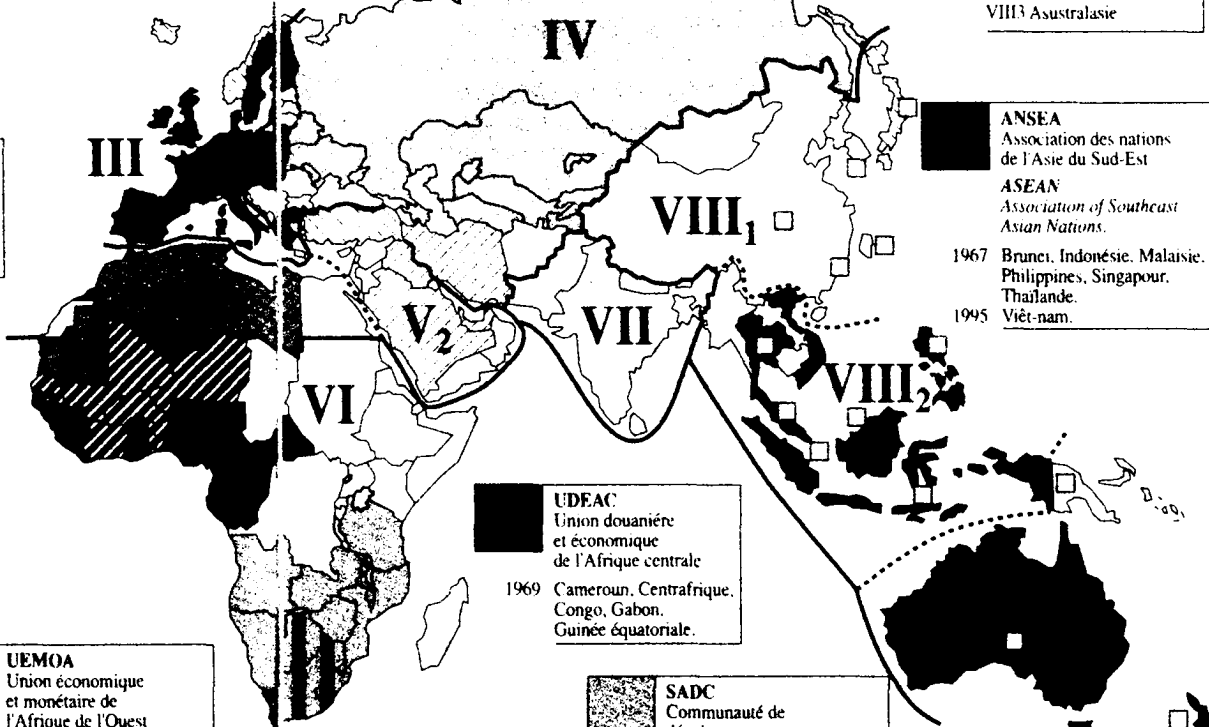 VIII3 Asustralasie
IV
III
ANSEA
Association des nations
de l'Asie du Sud-Est
ASEAN
Association of Southeast
Asian Nations.
1967 Brunei, Indonésie, Malaisie,
Philippines, Singapour,
Thaïlande.
1995 Viêt-nam.
VIII1
V2
VII
VI
VIII2
UDEAC
Union douaniére
et économique
de l'Afrique centrale
1969 Cameroun, Centrafrique,
Congo, Gabon,
Guinée équatoriale.
UEMOA
Union économique
et monétaire de
l'Afrique de l'Ouest
SADC
Communauté de